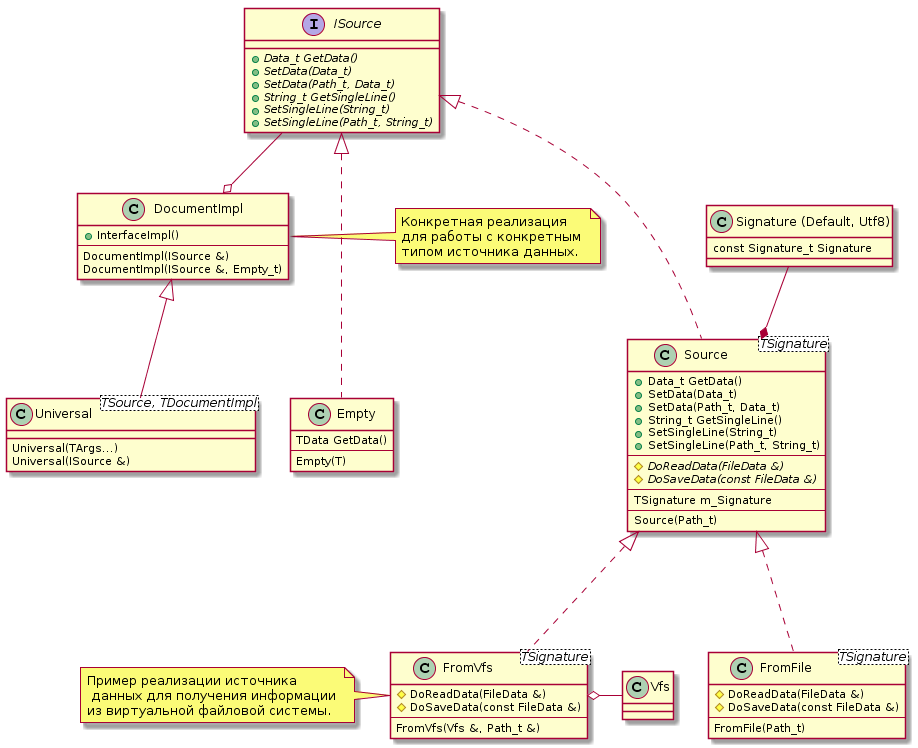 I ISource
Data_t GetData()
SetData(Data_t)
SetData(Path_t, Data_t)
String_t GetSingleLine()
SetSingleLine(String_t)
SetSingleLine(Path_t, String_t)
C DocumentImpl
InterfaceImpl()
DocumentImpl(ISource &)
DocumentImpl(ISource &, Empty_t)
Конкретная реализация
для работы с конкретным
типом источника данных.
C Signature (Default, Utf8)
const Signature_t Signature
C Source
TSignature
Data_t GetData()
SetData(Data_t)
SetData(Path_t, Data_t)
String_t GetSingleLine()
SetSingleLine(String_t)
SetSingleLine(Path_t, String_t)
DoReadData(FileData &)
DoSaveData(const FileData &)
TSignature m_Signature
Source(Path_t)
C Universal
TSource, TDocumentImpl
Universal(TArgs...)
Universal(ISource &)
C Empty
TData GetData()
Empty(T)
Пример реализации источника
данных для получения информации
из виртуальной файловой системы.
C FromVfs
TSignature
DoReadData(FileData &)
DoSaveData(const FileData &)
FromVfs(Vfs &, Path_t &)
C Vfs
C FromFile
TSignature
DoReadData(FileData &)
DoSaveData(const FileData &)
FromFile(Path_t)